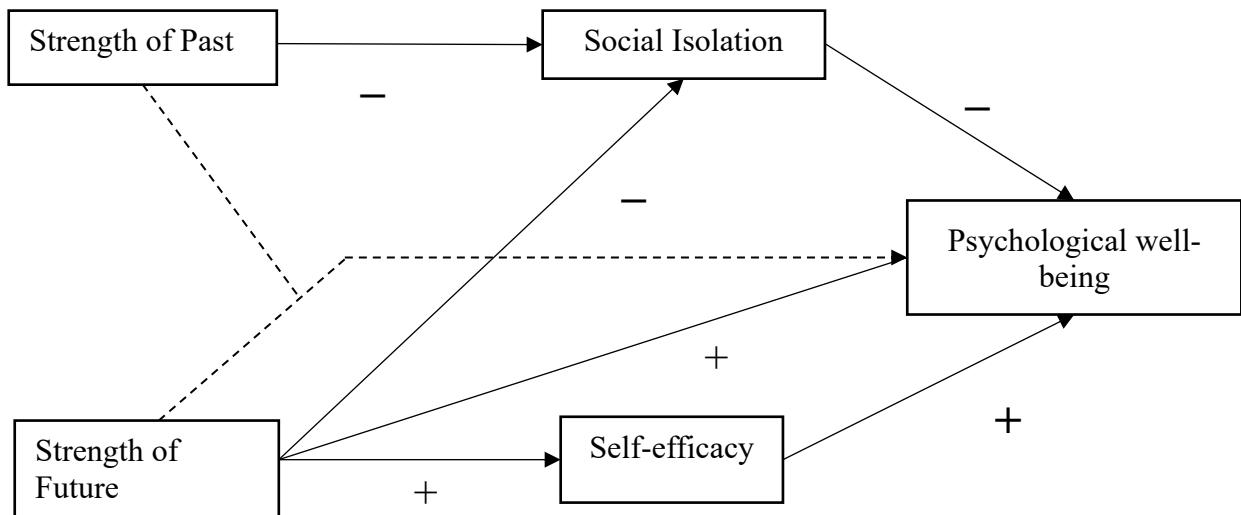 Strength of Past
Social Isolation
−
−
−
Psychological well-
being
+
Strength of
Future
Self-efficacy
+
+